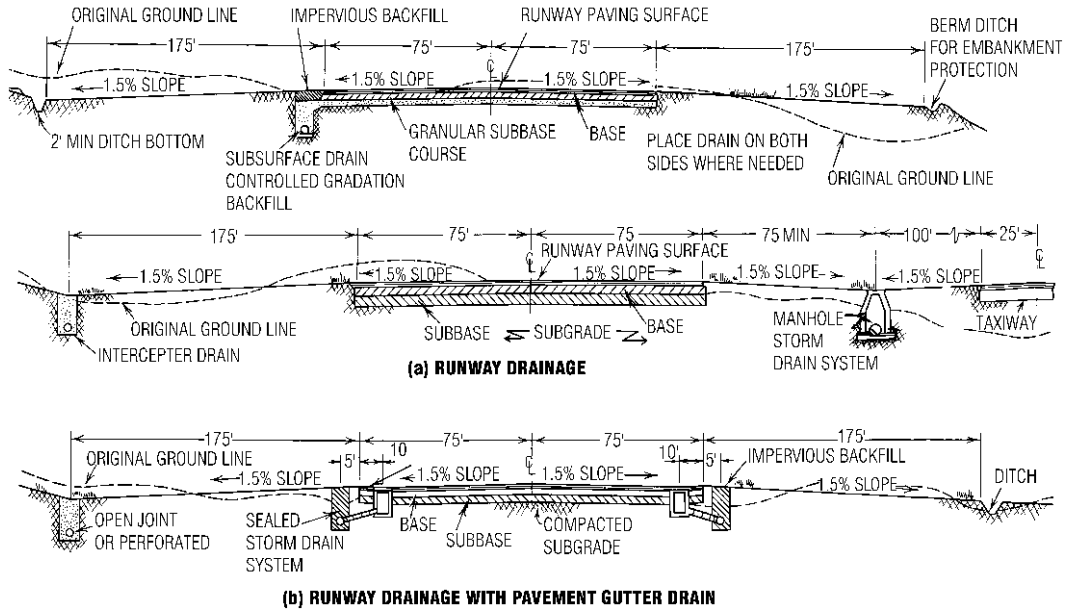 ORIGINAL GROUND LINE
IMPERVIOUS BACKFILL
RUNWAY PAVING SURFACE
BERM DITCH
FOR EMBANKMENT
PROTECTION
175'
75'
75'
175'
℄
1.5% SLOPE
1.5% SLOPE
1.5% SLOPE
1.5% SLOPE
2' MIN DITCH BOTTOM
SUBSURFACE DRAIN
CONTROLLED GRADATION
BACKFILL
GRANULAR SUBBASE
COURSE
BASE
PLACE DRAIN ON BOTH
SIDES WHERE NEEDED
ORIGINAL GROUND LINE
175'
75'
75
75 MIN
100'
25'
℄
RUNWAY PAVING SURFACE
℄
1.5% SLOPE
1.5% SLOPE
1.5% SLOPE
1.5% SLOPE
1.5% SLOPE
ORIGINAL GROUND LINE
INTERCEPTER DRAIN
SUBBASE
SUBGRADE
BASE
MANHOLE
STORM
DRAIN SYSTEM
TAXIWAY
(a) RUNWAY DRAINAGE
175'
75'
75'
175'
ORIGINAL GROUND LINE
5'
10
℄
10'
5'
IMPERVIOUS BACKFILL
1.5% SLOPE
1.5% SLOPE
1.5% SLOPE
1.5% SLOPE
DITCH
OPEN JOINT
OR PERFORATED
SEALED
STORM DRAIN
SYSTEM
BASE
SUBBASE
COMPACTED
SUBGRADE
(b) RUNWAY DRAINAGE WITH PAVEMENT GUTTER DRAIN